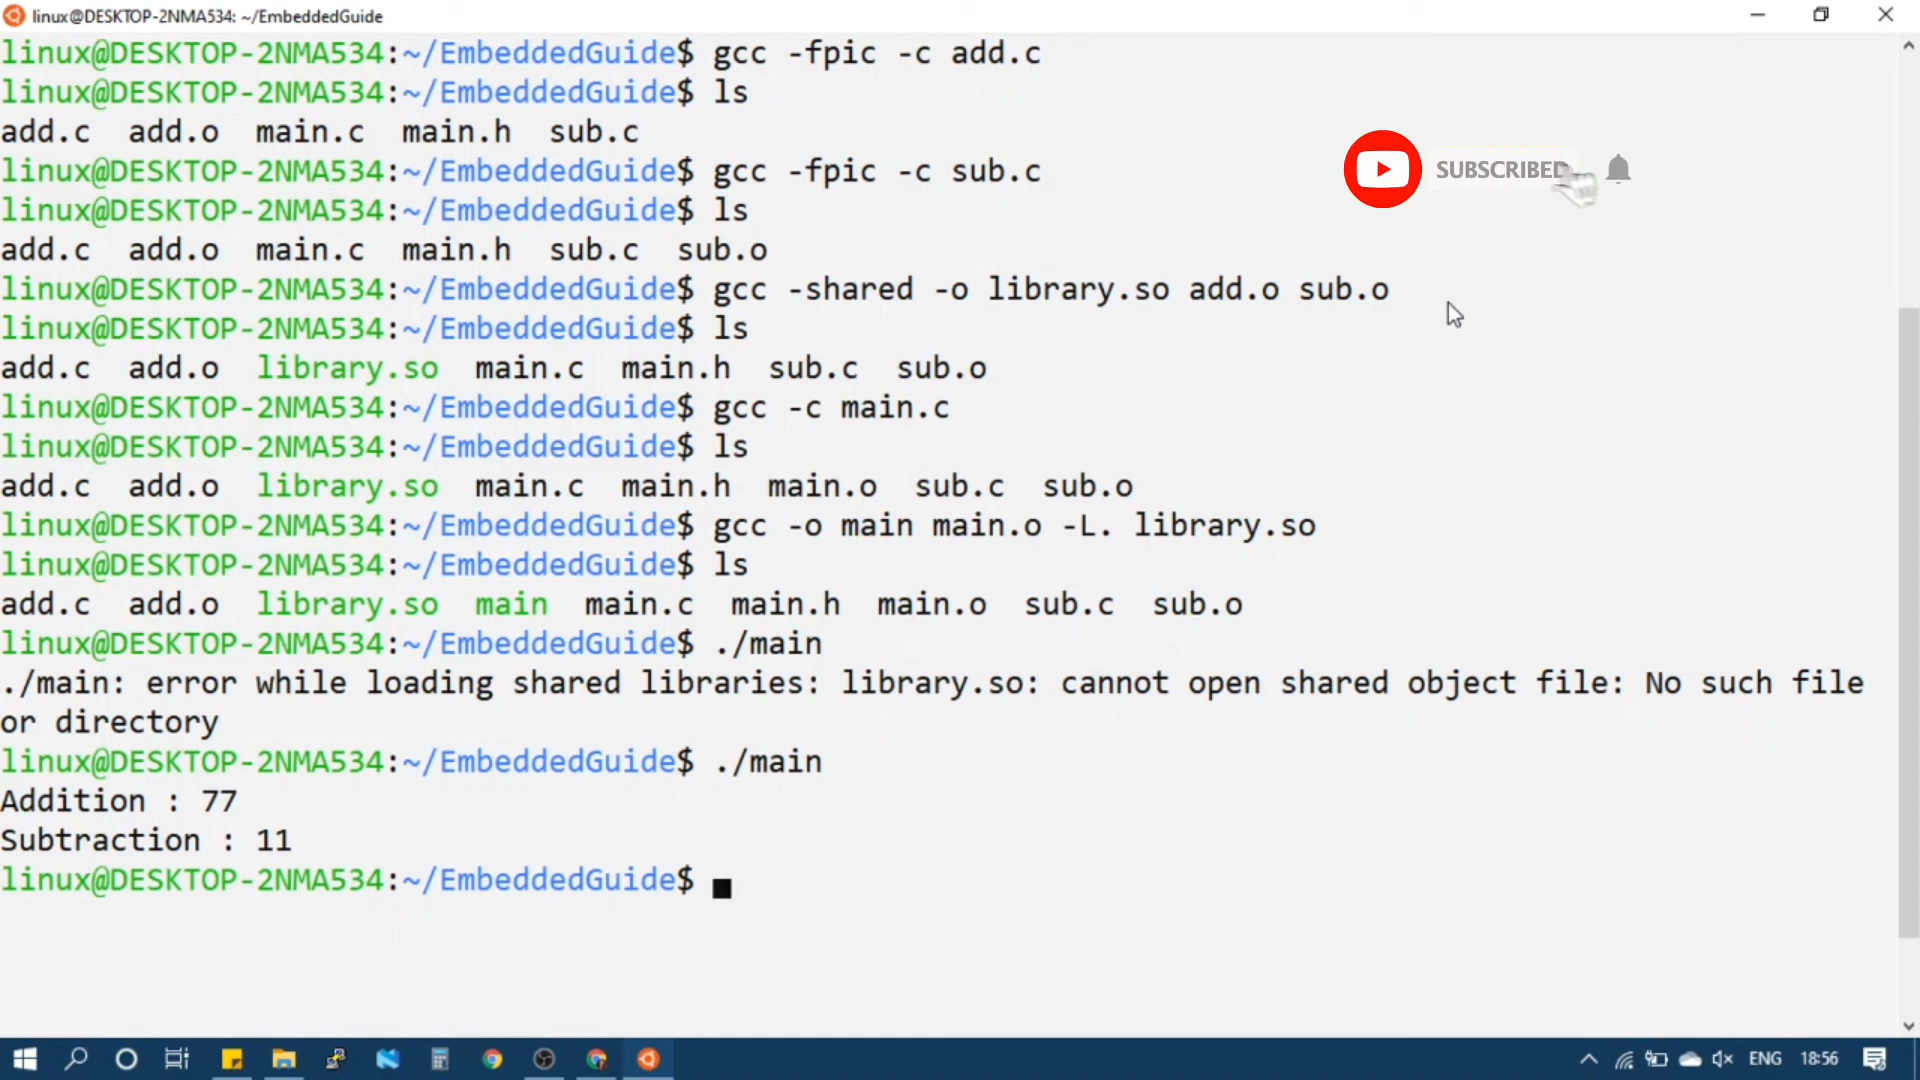 linux@DESKTOP-2NMA534: ~/EmbeddedGuide
linux@DESKTOP-2NMA534:~/EmbeddedGuide$ gcc -fpic -c add.c
linux@DESKTOP-2NMA534:~/EmbeddedGuide$ ls
add.c  add.o  main.c  main.h  sub.c
linux@DESKTOP-2NMA534:~/EmbeddedGuide$ gcc -fpic -c sub.c
SUBSCRIBED
linux@DESKTOP-2NMA534:~/EmbeddedGuide$ ls
add.c  add.o  main.c  main.h  sub.c  sub.o
linux@DESKTOP-2NMA534:~/EmbeddedGuide$ gcc -shared -o library.so add.o sub.o
linux@DESKTOP-2NMA534:~/EmbeddedGuide$ ls
add.c  add.o  library.so  main.c  main.h  sub.c  sub.o
linux@DESKTOP-2NMA534:~/EmbeddedGuide$ gcc -c main.c
linux@DESKTOP-2NMA534:~/EmbeddedGuide$ ls
add.c  add.o  library.so  main.c  main.h  main.o  sub.c  sub.o
linux@DESKTOP-2NMA534:~/EmbeddedGuide$ gcc -o main main.o -L. library.so
linux@DESKTOP-2NMA534:~/EmbeddedGuide$ ls
add.c  add.o  library.so  main  main.c  main.h  main.o  sub.c  sub.o
linux@DESKTOP-2NMA534:~/EmbeddedGuide$ ./main
./main: error while loading shared libraries: library.so: cannot open shared object file: No such file
or directory
linux@DESKTOP-2NMA534:~/EmbeddedGuide$ ./main
Addition : 77
Subtraction : 11
linux@DESKTOP-2NMA534:~/EmbeddedGuide$
ENG 18:56